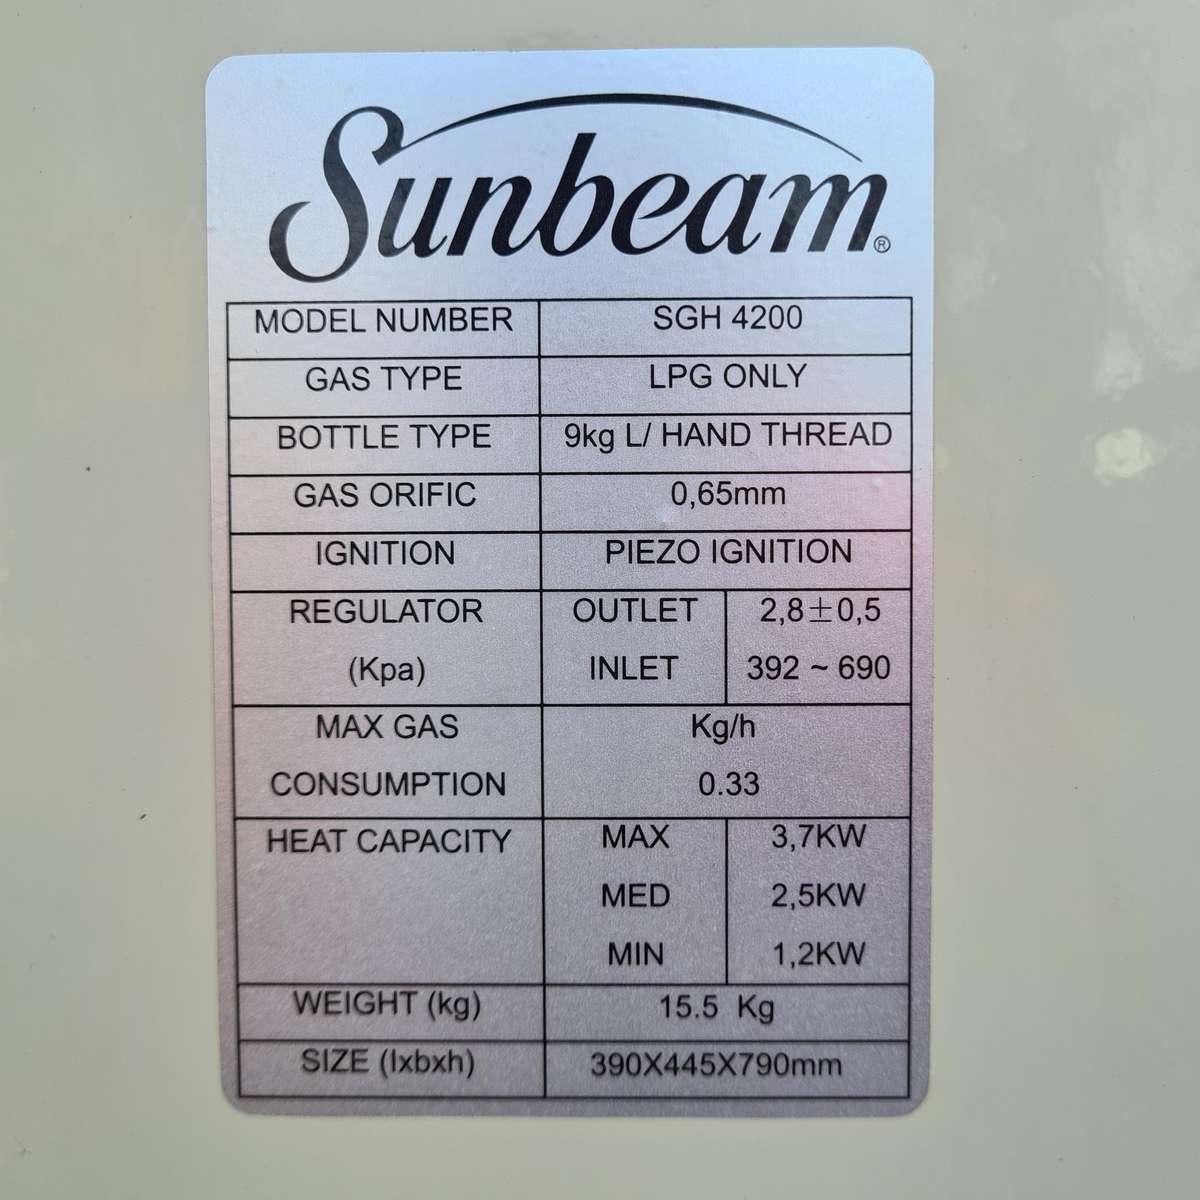 Sunbeam®
MODEL NUMBER SGH 4200
GAS TYPE LPG ONLY
BOTTLE TYPE 9kg L/ HAND THREAD
GAS ORIFIC 0,65mm
IGNITION PIEZO IGNITION
REGULATOR OUTLET 2,8±0,5
(Kpa) INLET 392 ~ 690
MAX GAS Kg/h
CONSUMPTION 0.33
HEAT CAPACITY MAX 3,7KW
MED 2,5KW
MIN 1,2KW
WEIGHT (kg) 15.5 Kg
SIZE (lxbxh) 390X445X790mm